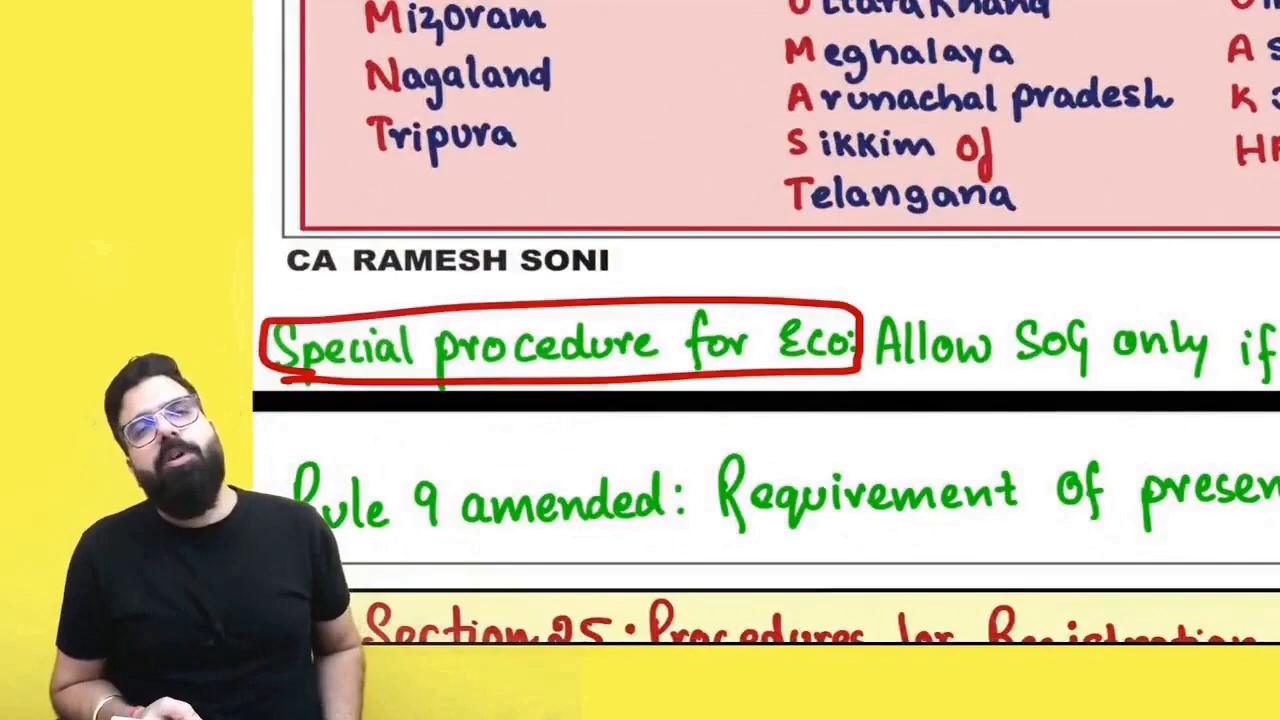 Mizoram
Nagaland
Tripura
Uttarakhand
Meghalaya
Arunachal pradesh
Sikkim of
Telangana
A
K
CA RAMESH SONI
Special procedure for Eco: Allow SOG only if
Rule 9 amended: Requirement of presen
Section 25: Procedures for Registration